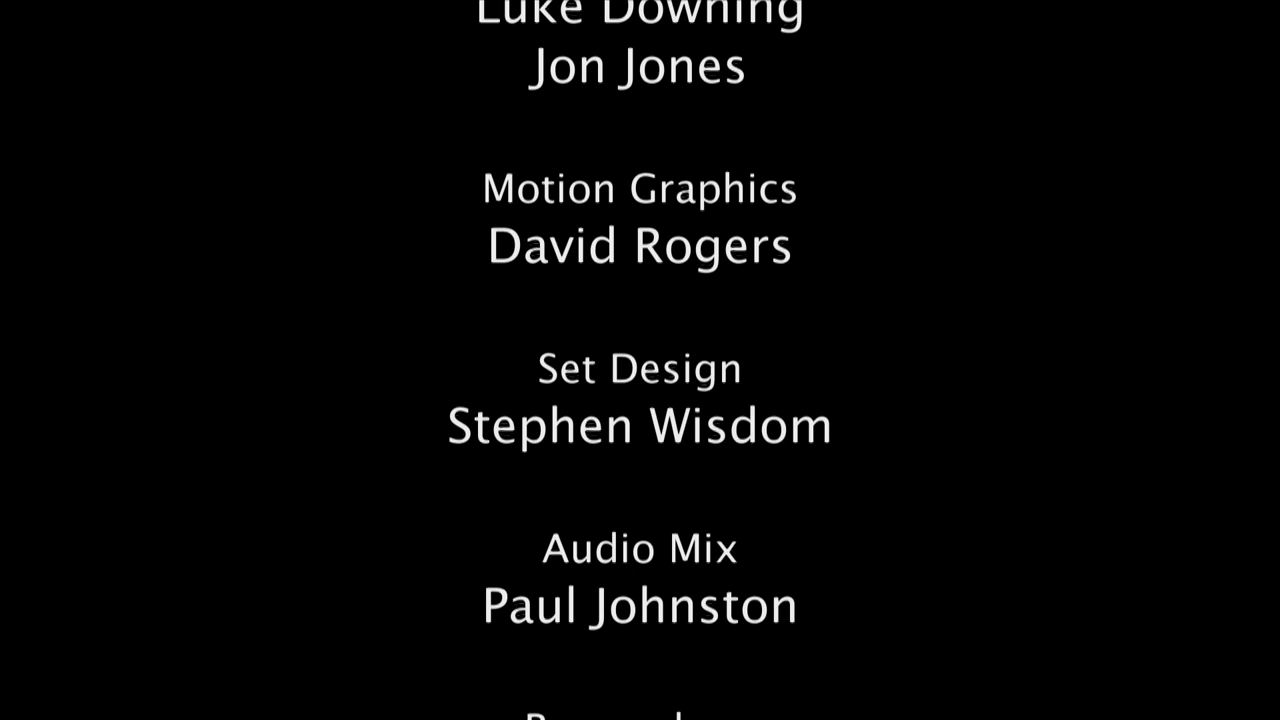 Luke Downing
Jon Jones
Motion Graphics
David Rogers
Set Design
Stephen Wisdom
Audio Mix
Paul Johnston